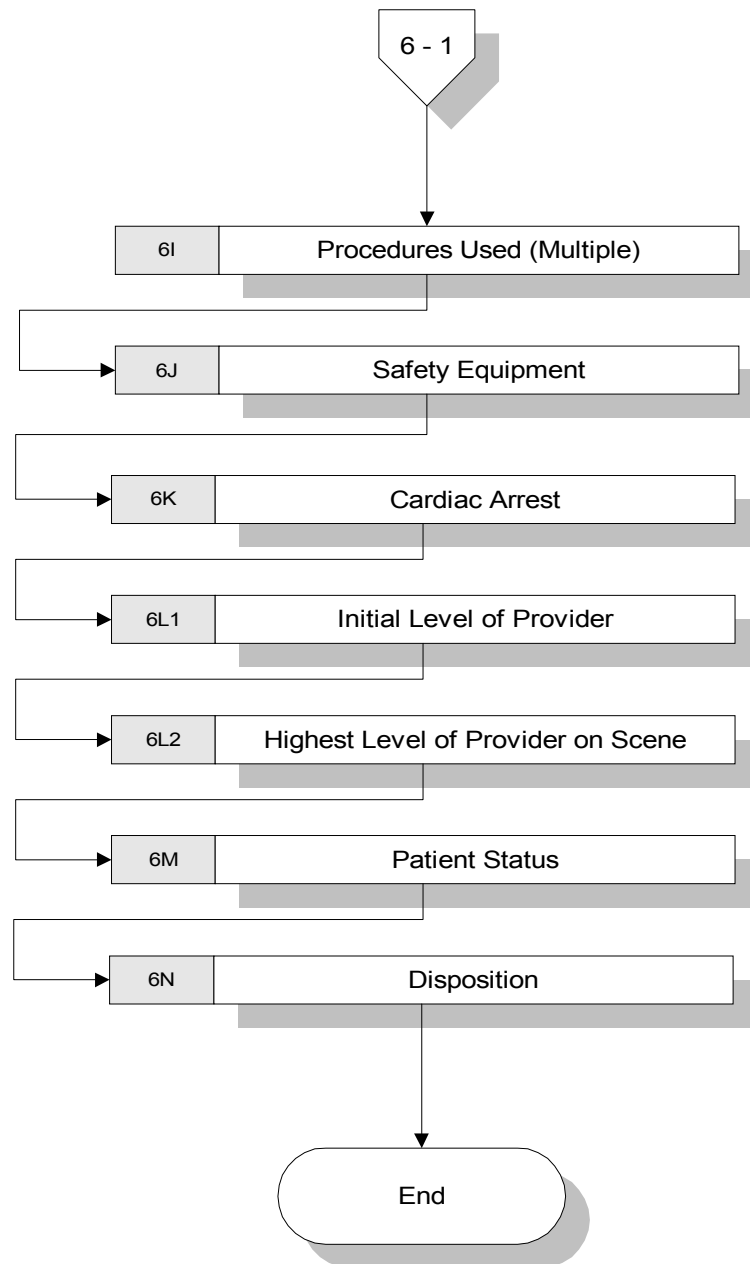 6 - 1
6I Procedures Used (Multiple)
6J Safety Equipment
6K Cardiac Arrest
6L1 Initial Level of Provider
6L2 Highest Level of Provider on Scene
6M Patient Status
6N Disposition
End